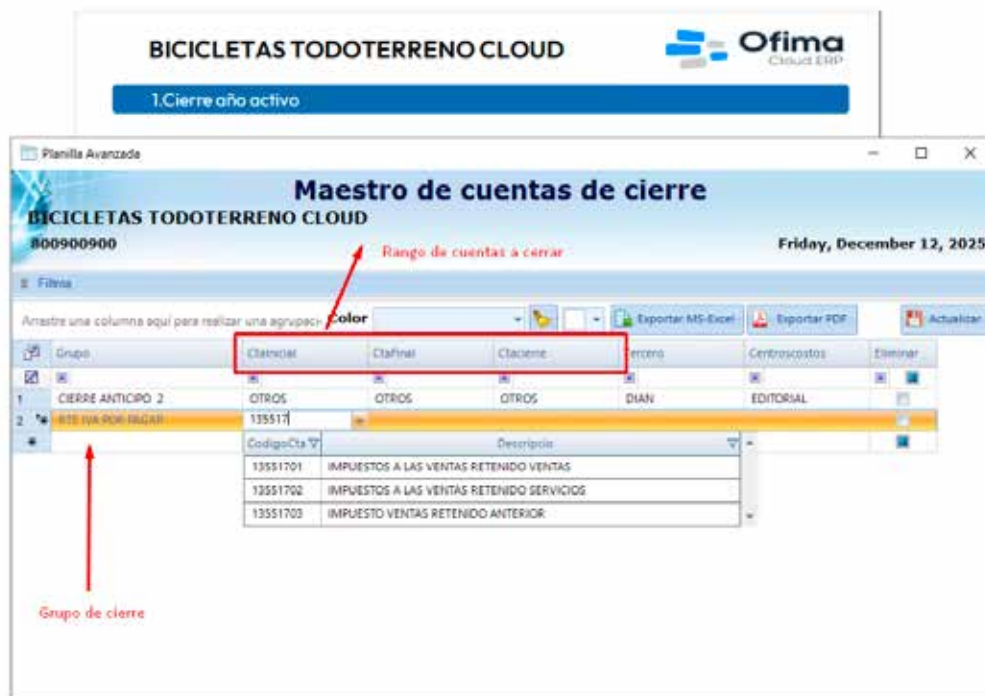 BICICLETAS TODOTERRENO CLOUD
Ofima
Cloud ERP
1.Cierre año activo
Planilla Avanzada
Maestro de cuentas de cierre
BICICLETAS TODOTERRENO CLOUD
800900900
Friday, December 12, 2025
Rango de cuentas a cerrar
Filtros
Arrastre una columna aquí para realizar una agrupaci
Color
Exportar MS-Excel
Exportar PDF
Actualizar
Grupo CtaInicial CtaFinal Ctacierre Tercero Centroscostos Eliminar
1 CIERRE ANTICIPO 2 OTROS OTROS OTROS DIAN EDITORIAL
2 RTE IVA POR PAGAR 135517
CodigoCta Descripcio
13551701 IMPUESTOS A LAS VENTAS RETENIDO VENTAS
13551702 IMPUESTOS A LAS VENTAS RETENIDO SERVICIOS
13551703 IMPUESTO VENTAS RETENIDO ANTERIOR
Grupo de cierre